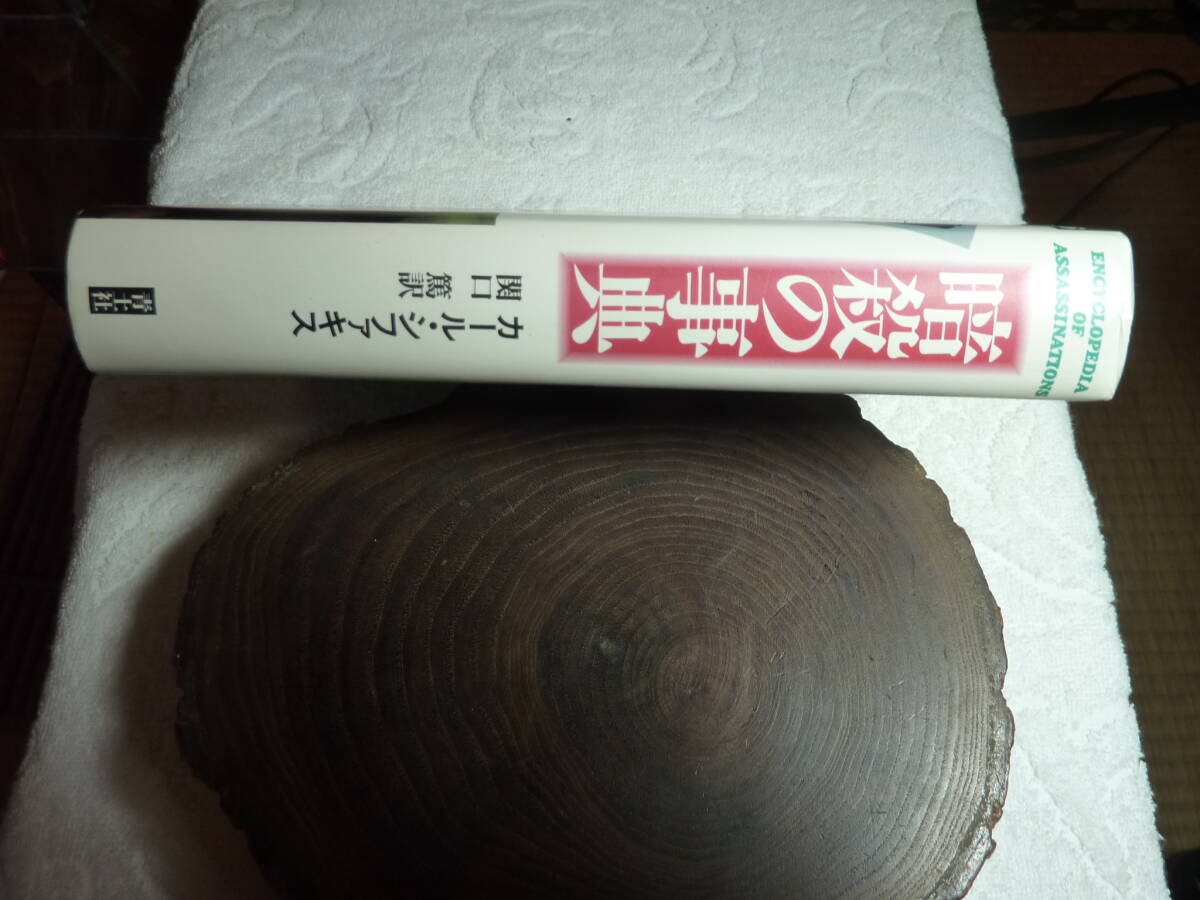 ENCYCLOPEDIA
OF
ASSASSINATIONS
暗殺の事典
カール・シファキス
関口 篤訳
青土社